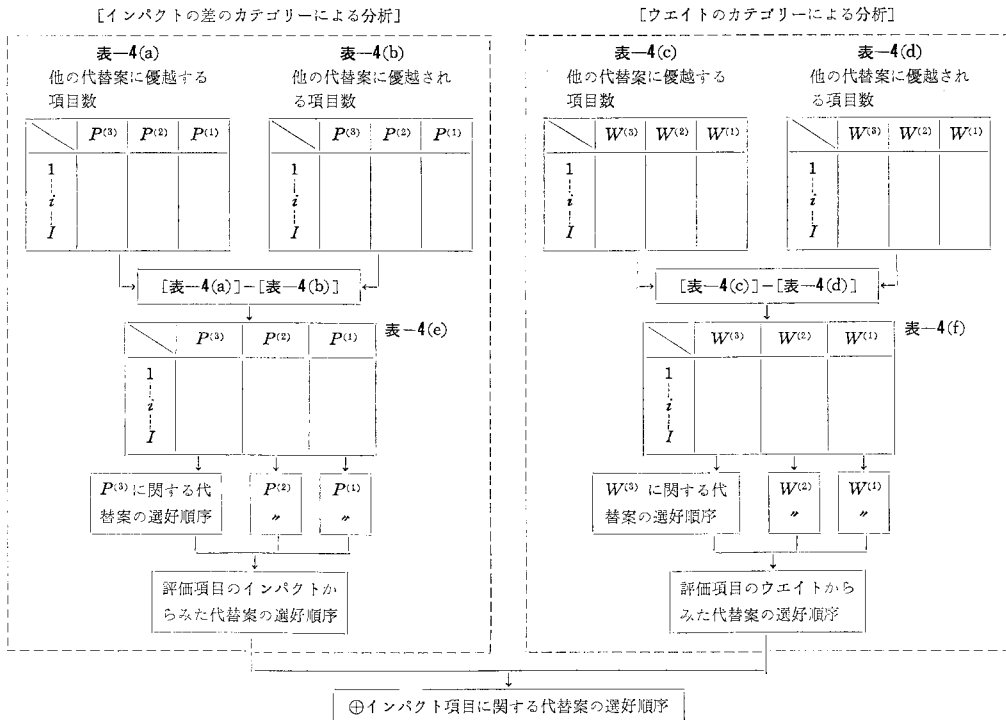 [インパクトの差のカテゴリーによる分析]
表—4(a)
他の代替案に優越する
項目数
P(3) P(2) P(1)
1
i
I
表—4(b)
他の代替案に優越され
る項目数
P(3) P(2) P(1)
1
i
I
[表—4(a)]−[表—4(b)]
表—4(e)
P(3) P(2) P(1)
1
i
I
P(3)に関する代
替案の選好順序
P(2)
〃
P(1)
〃
評価項目のインパクトか
らみた代替案の選好順序
[ウエイトのカテゴリーによる分析]
表—4(c)
他の代替案に優越する
項目数
W(3) W(2) W(1)
1
i
I
表—4(d)
他の代替案に優越され
る項目数
W(3) W(2) W(1)
1
i
I
[表—4(c)]−[表—4(d)]
表—4(f)
W(3) W(2) W(1)
1
i
I
W(3)に関する代
替案の選好順序
W(2)
〃
W(1)
〃
評価項目のウエイトから
みた代替案の選好順序
⊕インパクト項目に関する代替案の選好順序